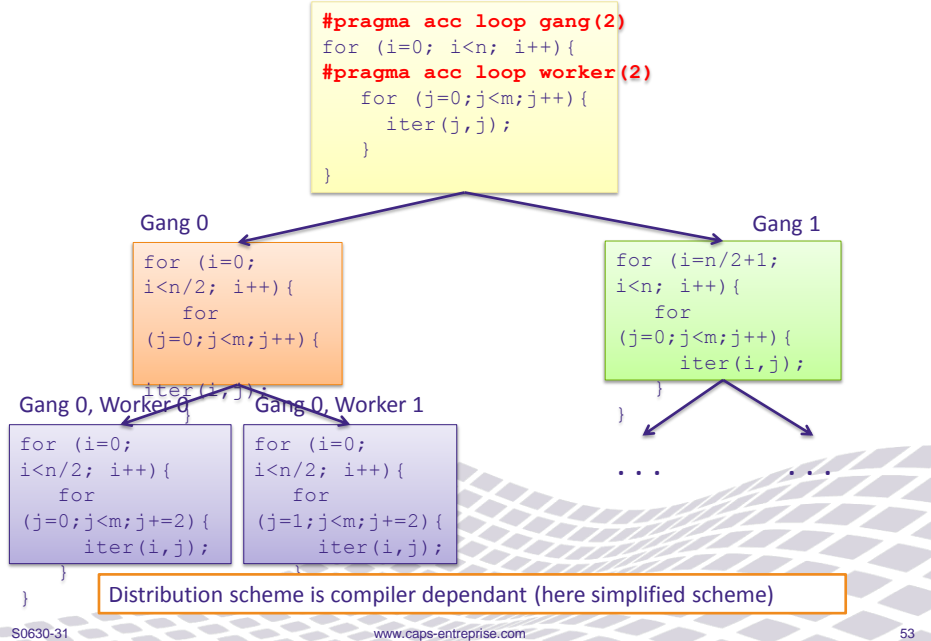 #pragma acc loop gang(2)
for (i=0; i<n; i++){
#pragma acc loop worker(2)
for (j=0;j<m;j++){
iter(j,j);
}
}
Gang 0
for (i=0;
i<n/2; i++){
for
(j=0;j<m;j++){
iter(i,j);
}
Gang 1
for (i=n/2+1;
i<n; i++){
for
(j=0;j<m;j++){
iter(i,j);
}
}
Gang 0, Worker 0
for (i=0;
i<n/2; i++){
for
(j=0;j<m;j+=2){
iter(i,j);
}
}
Gang 0, Worker 1
for (i=0;
i<n/2; i++){
for
(j=1;j<m;j+=2){
iter(i,j);
}
...
...
Distribution scheme is compiler dependant (here simplified scheme)
S0630-31
www.caps-entreprise.com
53